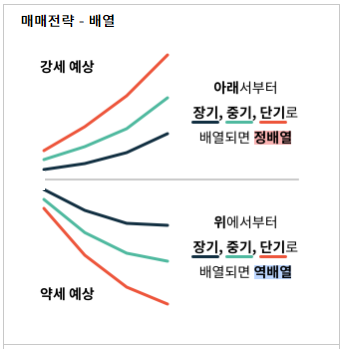 매매전략 - 배열
강세 예상
아래서부터
장기, 중기, 단기로
배열되면 정배열
위에서부터
장기, 중기, 단기로
배열되면 역배열
약세 예상